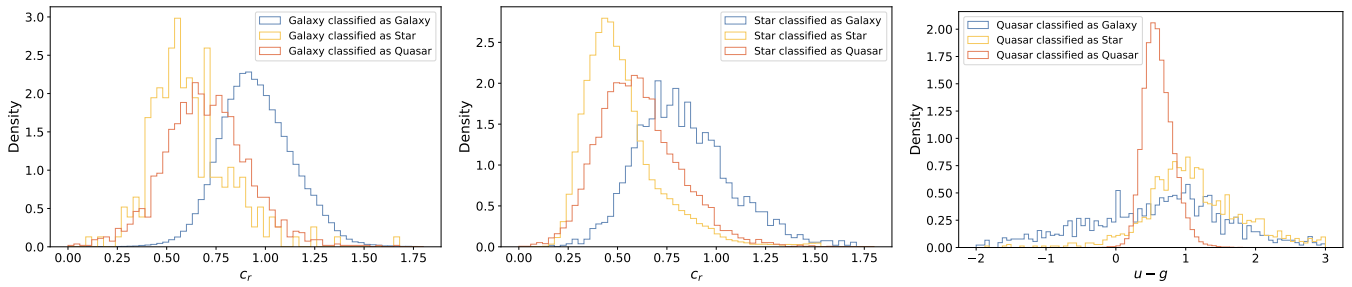 Galaxy classified as Galaxy
Galaxy classified as Star
Galaxy classified as Quasar
Density
3.0
2.5
2.0
1.5
1.0
0.5
0.0
0.00 0.25 0.50 0.75 1.00 1.25 1.50 1.75
c_r
Star classified as Galaxy
Star classified as Star
Star classified as Quasar
Density
2.5
2.0
1.5
1.0
0.5
0.0
0.00 0.25 0.50 0.75 1.00 1.25 1.50 1.75
c_r
Quasar classified as Galaxy
Quasar classified as Star
Quasar classified as Quasar
Density
2.00
1.75
1.50
1.25
1.00
0.75
0.50
0.25
0.00
−2 −1 0 1 2 3
u − g